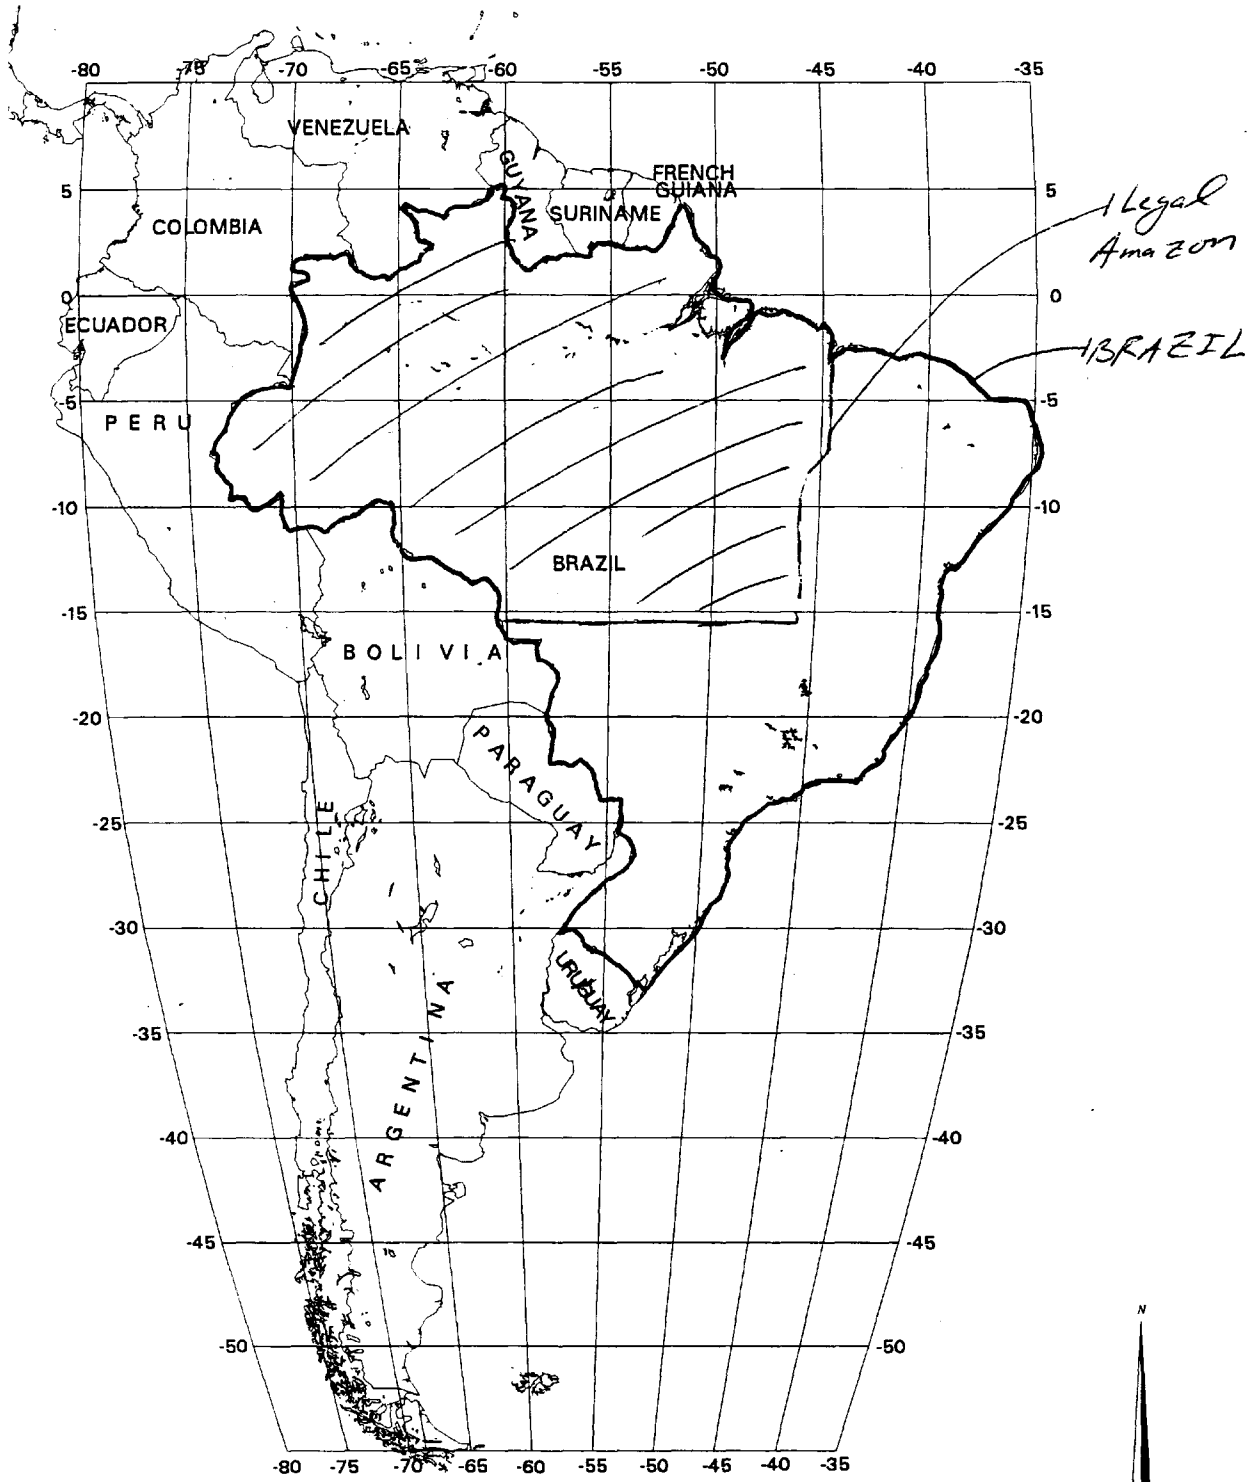 -80 -75 -70 -65 -60 -55 -50 -45 -40 -35
VENEZUELA
GUYANA
FRENCH
GUIANA
5 5
SURINAME
COLOMBIA
Legal
Amazon
0 0
ECUADOR
BRAZIL
-5 -5
PERU
-10 -10
BRAZIL
-15 -15
BOLIVIA
-20 -20
PARAGUAY
CHILE
-25 -25
-30 -30
URUGUAY
ARGENTINA
-35 -35
-40 -40
-45 -45
N
-50 -50
-80 -75 -70 -65 -60 -55 -50 -45 -40 -35